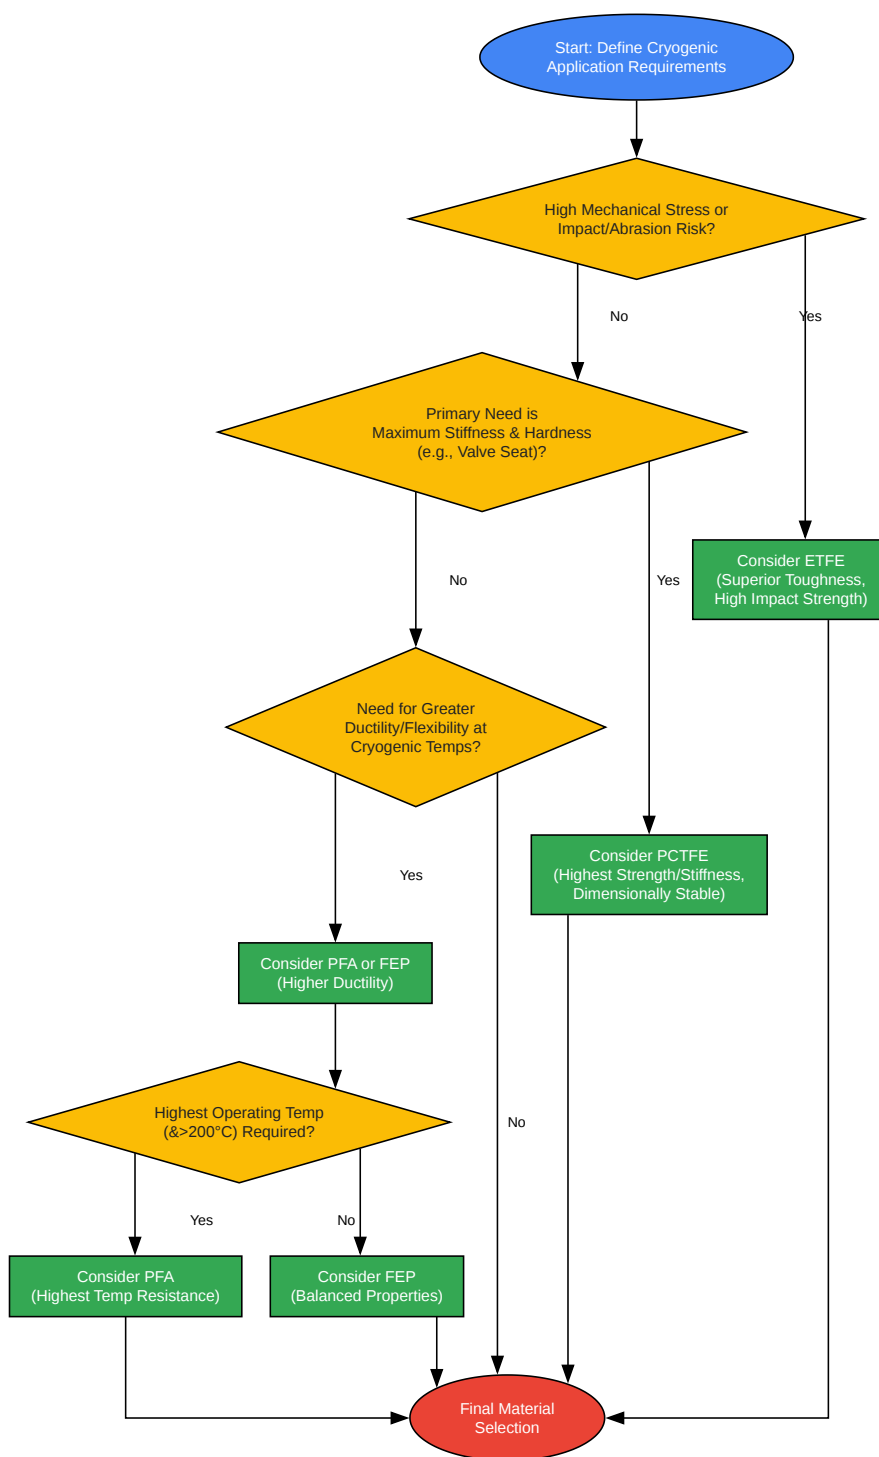 Start: Define Cryogenic
Application Requirements
High Mechanical Stress or
Impact/Abrasion Risk?
No
Yes
Primary Need is
Maximum Stiffness & Hardness
(e.g., Valve Seat)?
Consider ETFE
(Superior Toughness,
High Impact Strength)
No
Yes
Need for Greater
Ductility/Flexibility at
Cryogenic Temps?
Consider PCTFE
(Highest Strength/Stiffness,
Dimensionally Stable)
Yes
Consider PFA or FEP
(Higher Ductility)
Highest Operating Temp
(&>200°C) Required?
No
Yes
No
Consider PFA
(Highest Temp Resistance)
Consider FEP
(Balanced Properties)
Final Material
Selection